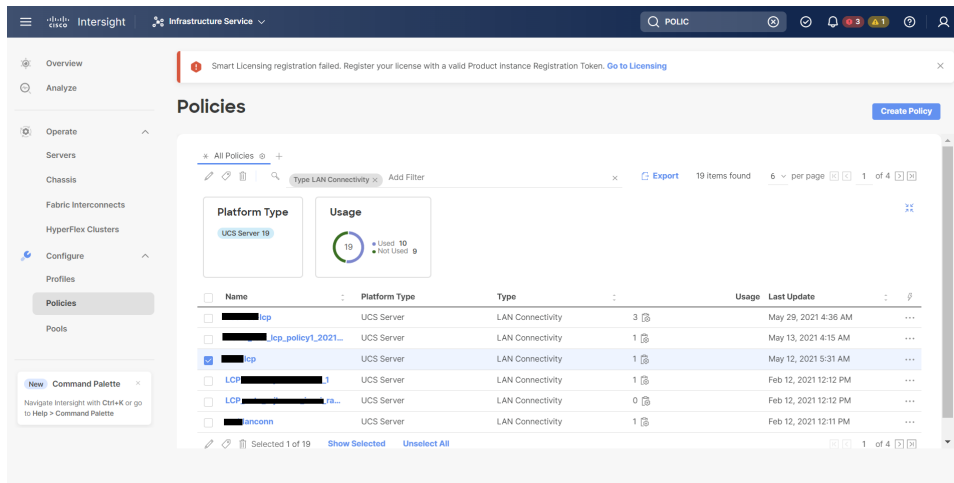 cisco Intersight Infrastructure Service POLIC 3 1
Overview
Analyze
Operate
Servers
Chassis
Fabric Interconnects
HyperFlex Clusters
Configure
Profiles
Policies
Pools
New Command Palette
Navigate Intersight with Ctrl+K or go
to Help > Command Palette
Smart Licensing registration failed. Register your license with a valid Product instance Registration Token. Go to Licensing
Policies
Create Policy
All Policies
Type LAN Connectivity Add Filter Export 19 items found 6 per page 1 of 4
Platform Type
UCS Server 19
Usage
19
Used 10
Not Used 9
Name Platform Type Type Usage Last Update
lcp UCS Server LAN Connectivity 3 May 29, 2021 4:36 AM
_lcp_policy1_2021... UCS Server LAN Connectivity 1 May 13, 2021 4:15 AM
lcp UCS Server LAN Connectivity 1 May 12, 2021 5:31 AM
LCP _1 UCS Server LAN Connectivity 1 Feb 12, 2021 12:12 PM
LCP _ra... UCS Server LAN Connectivity 0 Feb 12, 2021 12:12 PM
lanconn UCS Server LAN Connectivity 1 Feb 12, 2021 12:11 PM
Selected 1 of 19 Show Selected Unselect All 1 of 4